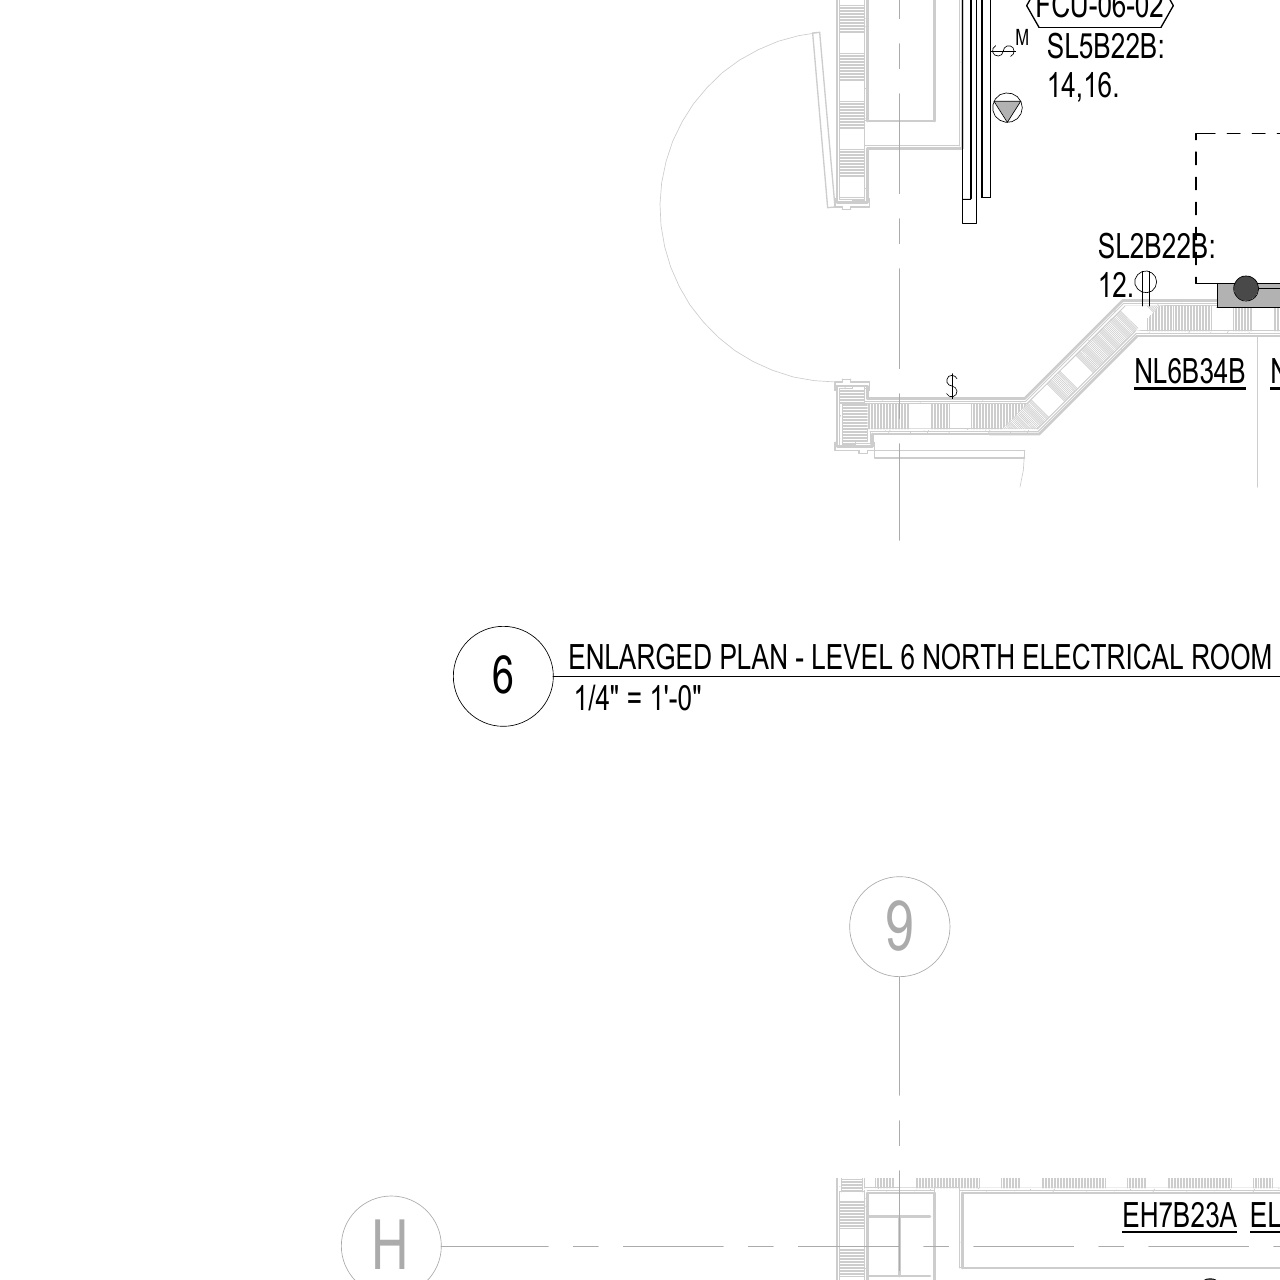 FCU-06-02
M
SL5B22B:
14,16.
SL2B22B:
12.
$
NL6B34B
$
6
ENLARGED PLAN - LEVEL 6 NORTH ELECTRICAL ROOM
1/4" = 1'-0"
9
EH7B23A
H